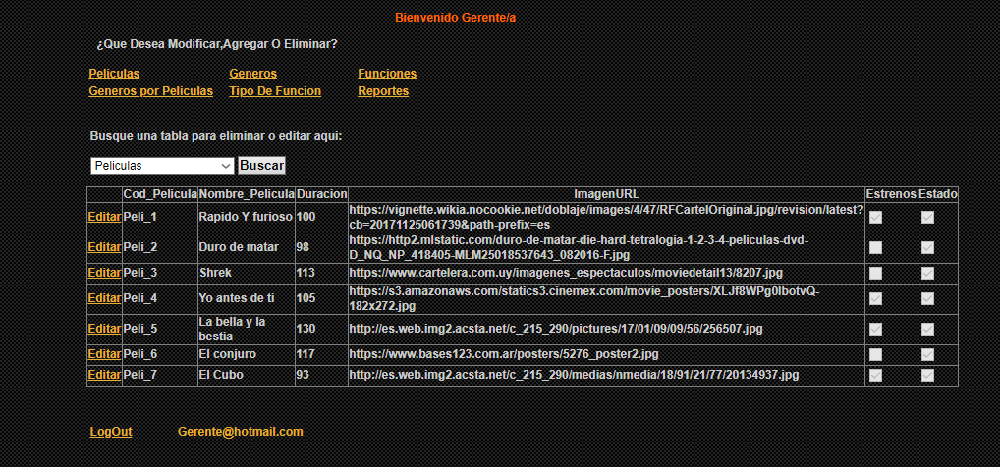 Bienvenido Gerente/a
¿Que Desea Modificar,Agregar O Eliminar?
Peliculas Generos Funciones
Generos por Peliculas Tipo De Funcion Reportes
Busque una tabla para eliminar o editar aqui:
Peliculas Buscar
Cod_Pelicula Nombre_Pelicula Duracion ImagenURL Estrenos Estado
Editar Peli_1 Rapido Y furioso 100 https://vignette.wikia.nocookie.net/doblaje/images/4/47/RFCartelOriginal.jpg/revision/latest?
cb=20171125061739&path-prefix=es
Editar Peli_2 Duro de matar 98 https://http2.mlstatic.com/duro-de-matar-die-hard-tetralogia-1-2-3-4-peliculas-dvd-
D_NQ_NP_418405-MLM25018537643_082016-F.jpg
Editar Peli_3 Shrek 113 https://www.cartelera.com.uy/imagenes_espectaculos/moviedetail13/8207.jpg
Editar Peli_4 Yo antes de ti 105 https://s3.amazonaws.com/statics3.cinemex.com/movie_posters/XLJf8WPg0lbotvQ-
182x272.jpg
Editar Peli_5 La bella y la
bestia 130 http://es.web.img2.acsta.net/c_215_290/pictures/17/01/09/09/56/256507.jpg
Editar Peli_6 El conjuro 117 https://www.bases123.com.ar/posters/5276_poster2.jpg
Editar Peli_7 El Cubo 93 http://es.web.img2.acsta.net/c_215_290/medias/nmedia/18/91/21/77/20134937.jpg
LogOut Gerente@hotmail.com